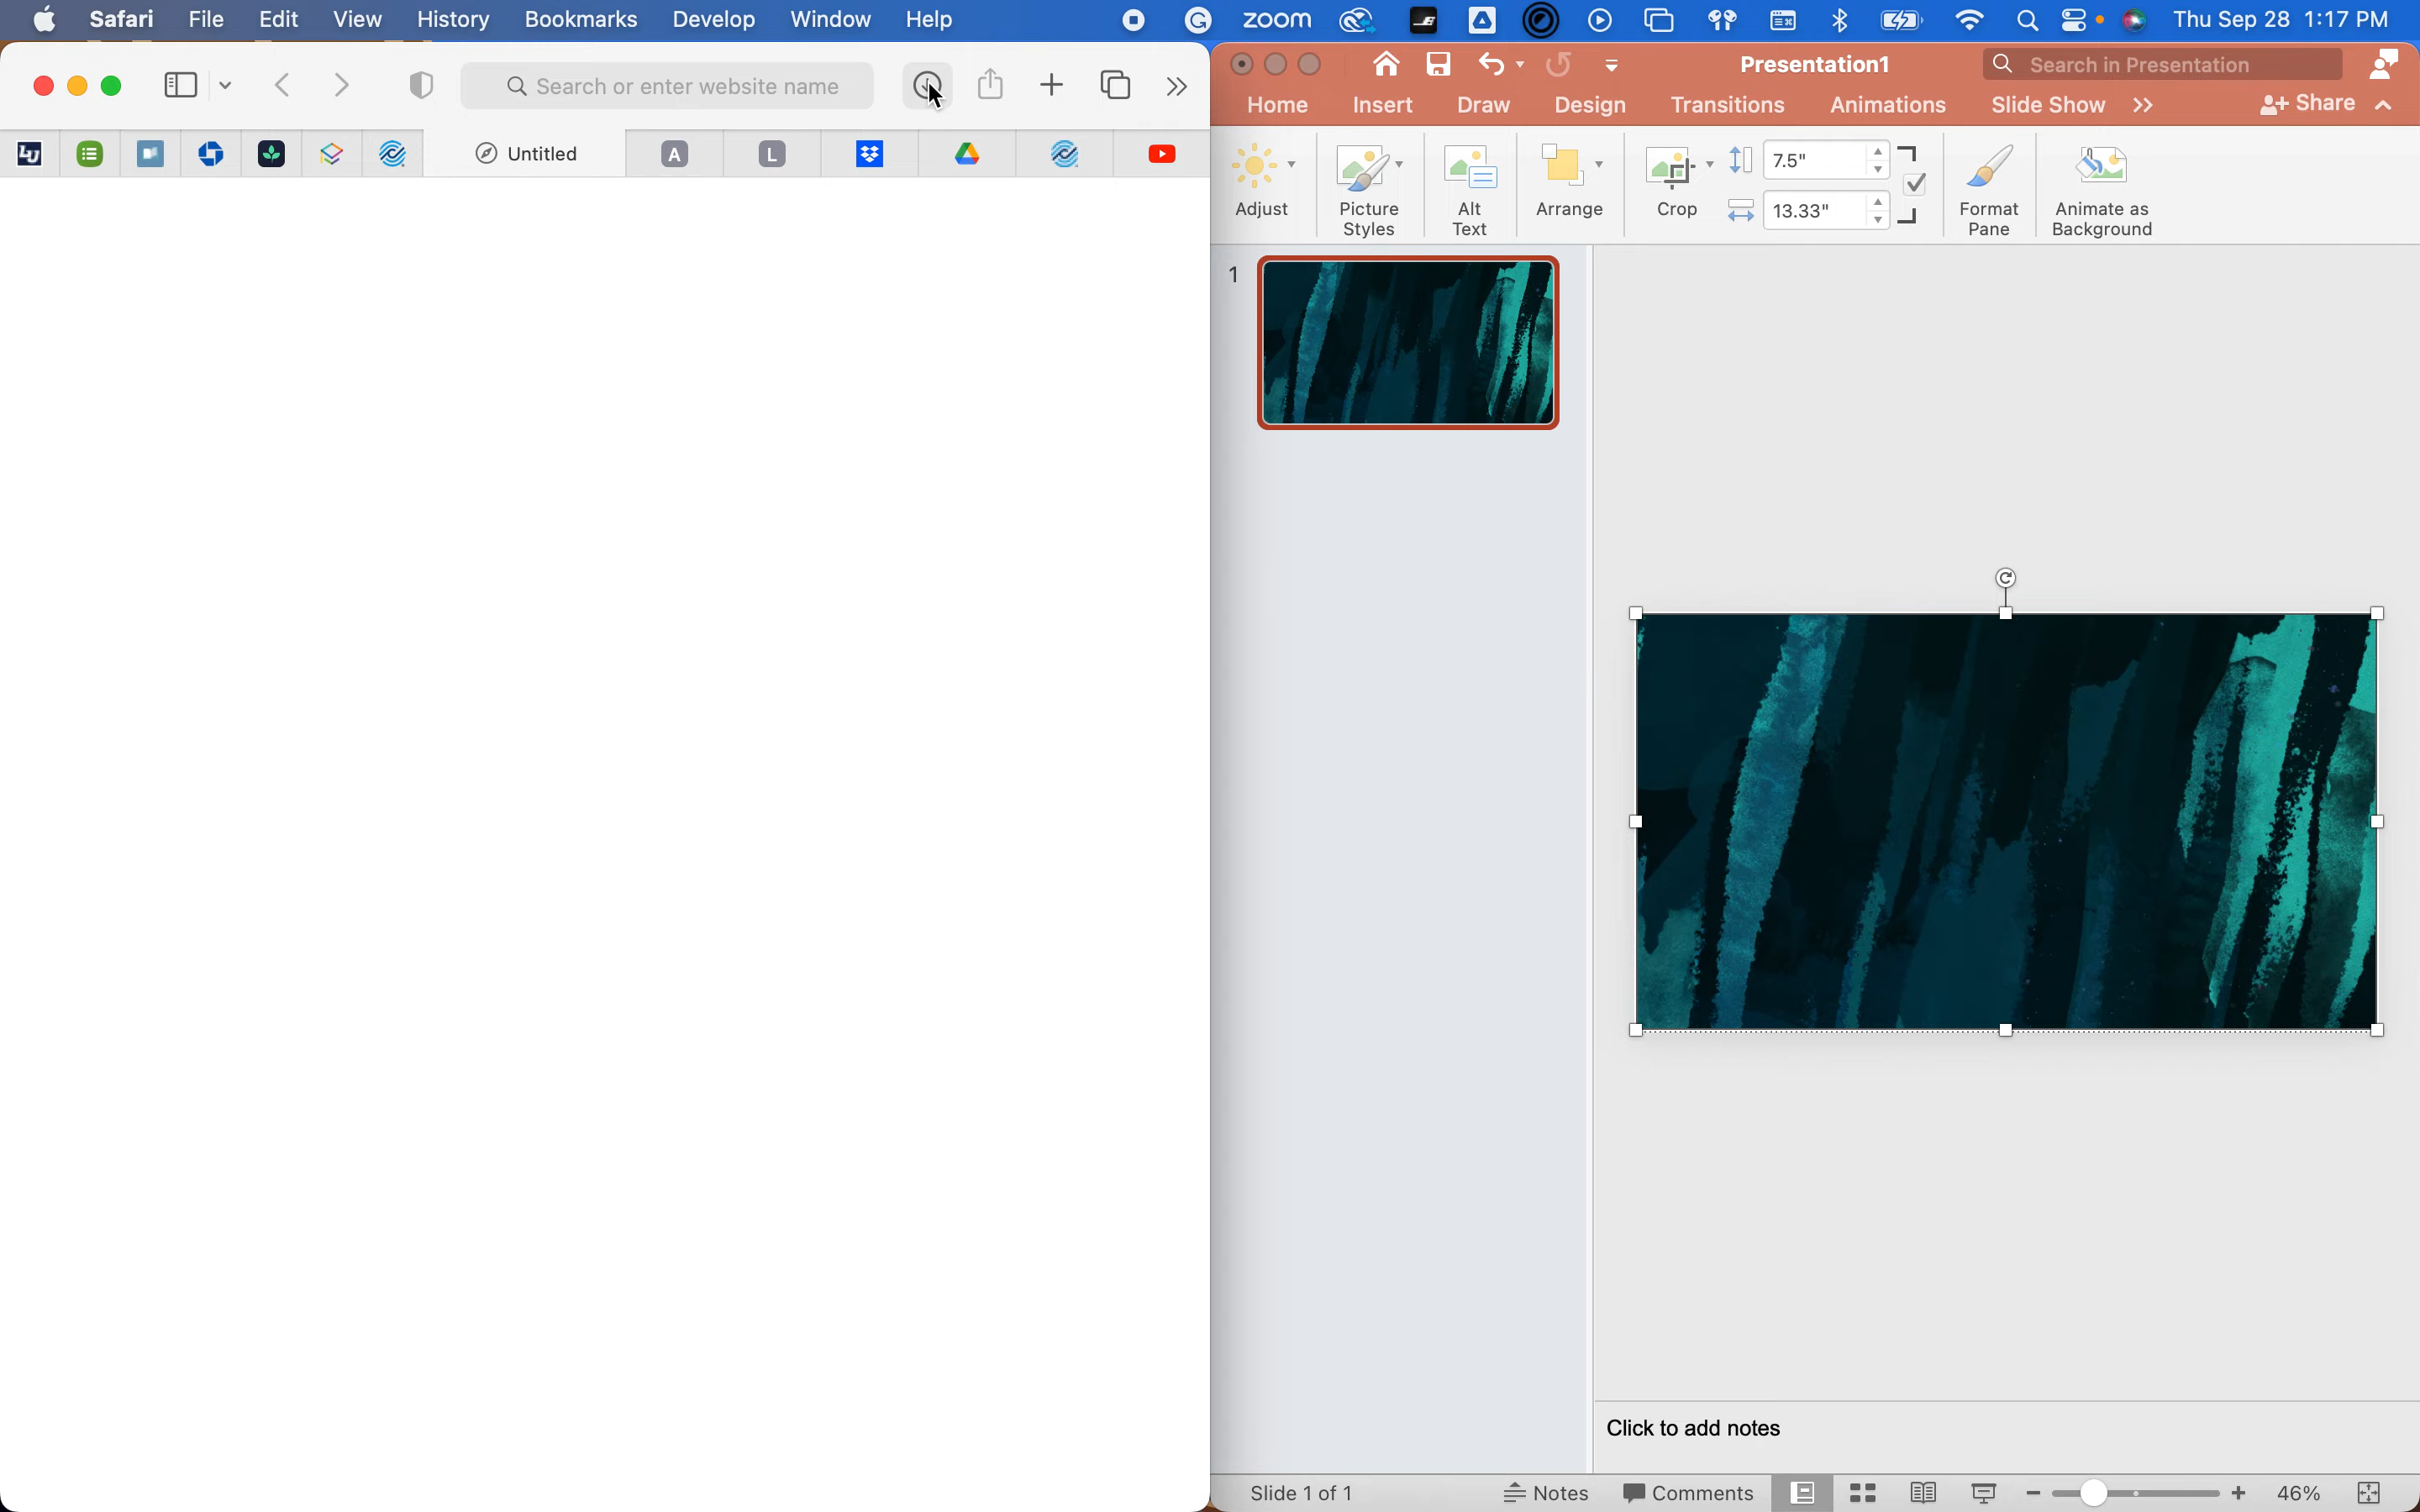 Safari File Edit View History Bookmarks Develop Window Help zoom Thu Sep 28 1:17 PM
Search or enter website name
Untitled A L
Presentation1 Search in Presentation
Home Insert Draw Design Transitions Animations Slide Show Share
7.5"
13.33"
Adjust Picture Styles Alt Text Arrange Crop Format Pane Animate as Background
1
Click to add notes
Slide 1 of 1 Notes Comments 46%